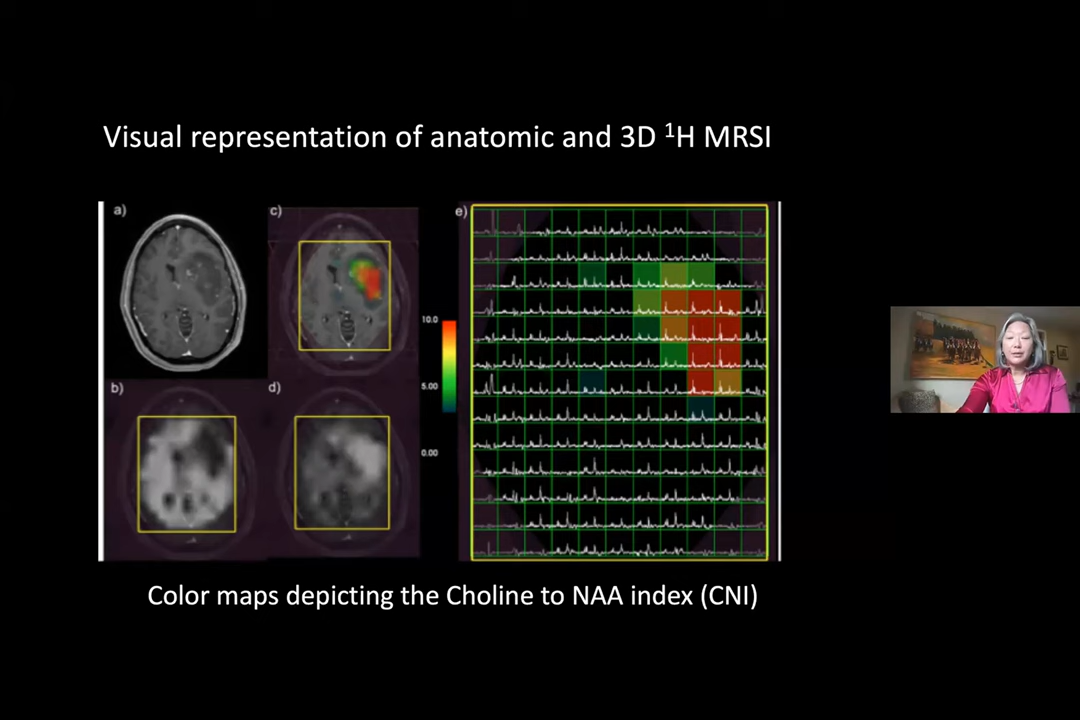 Visual representation of anatomic and 3D ¹H MRSI
a)
c)
e)
10.0
b)
d)
5.00
0.00
Color maps depicting the Choline to NAA index (CNI)